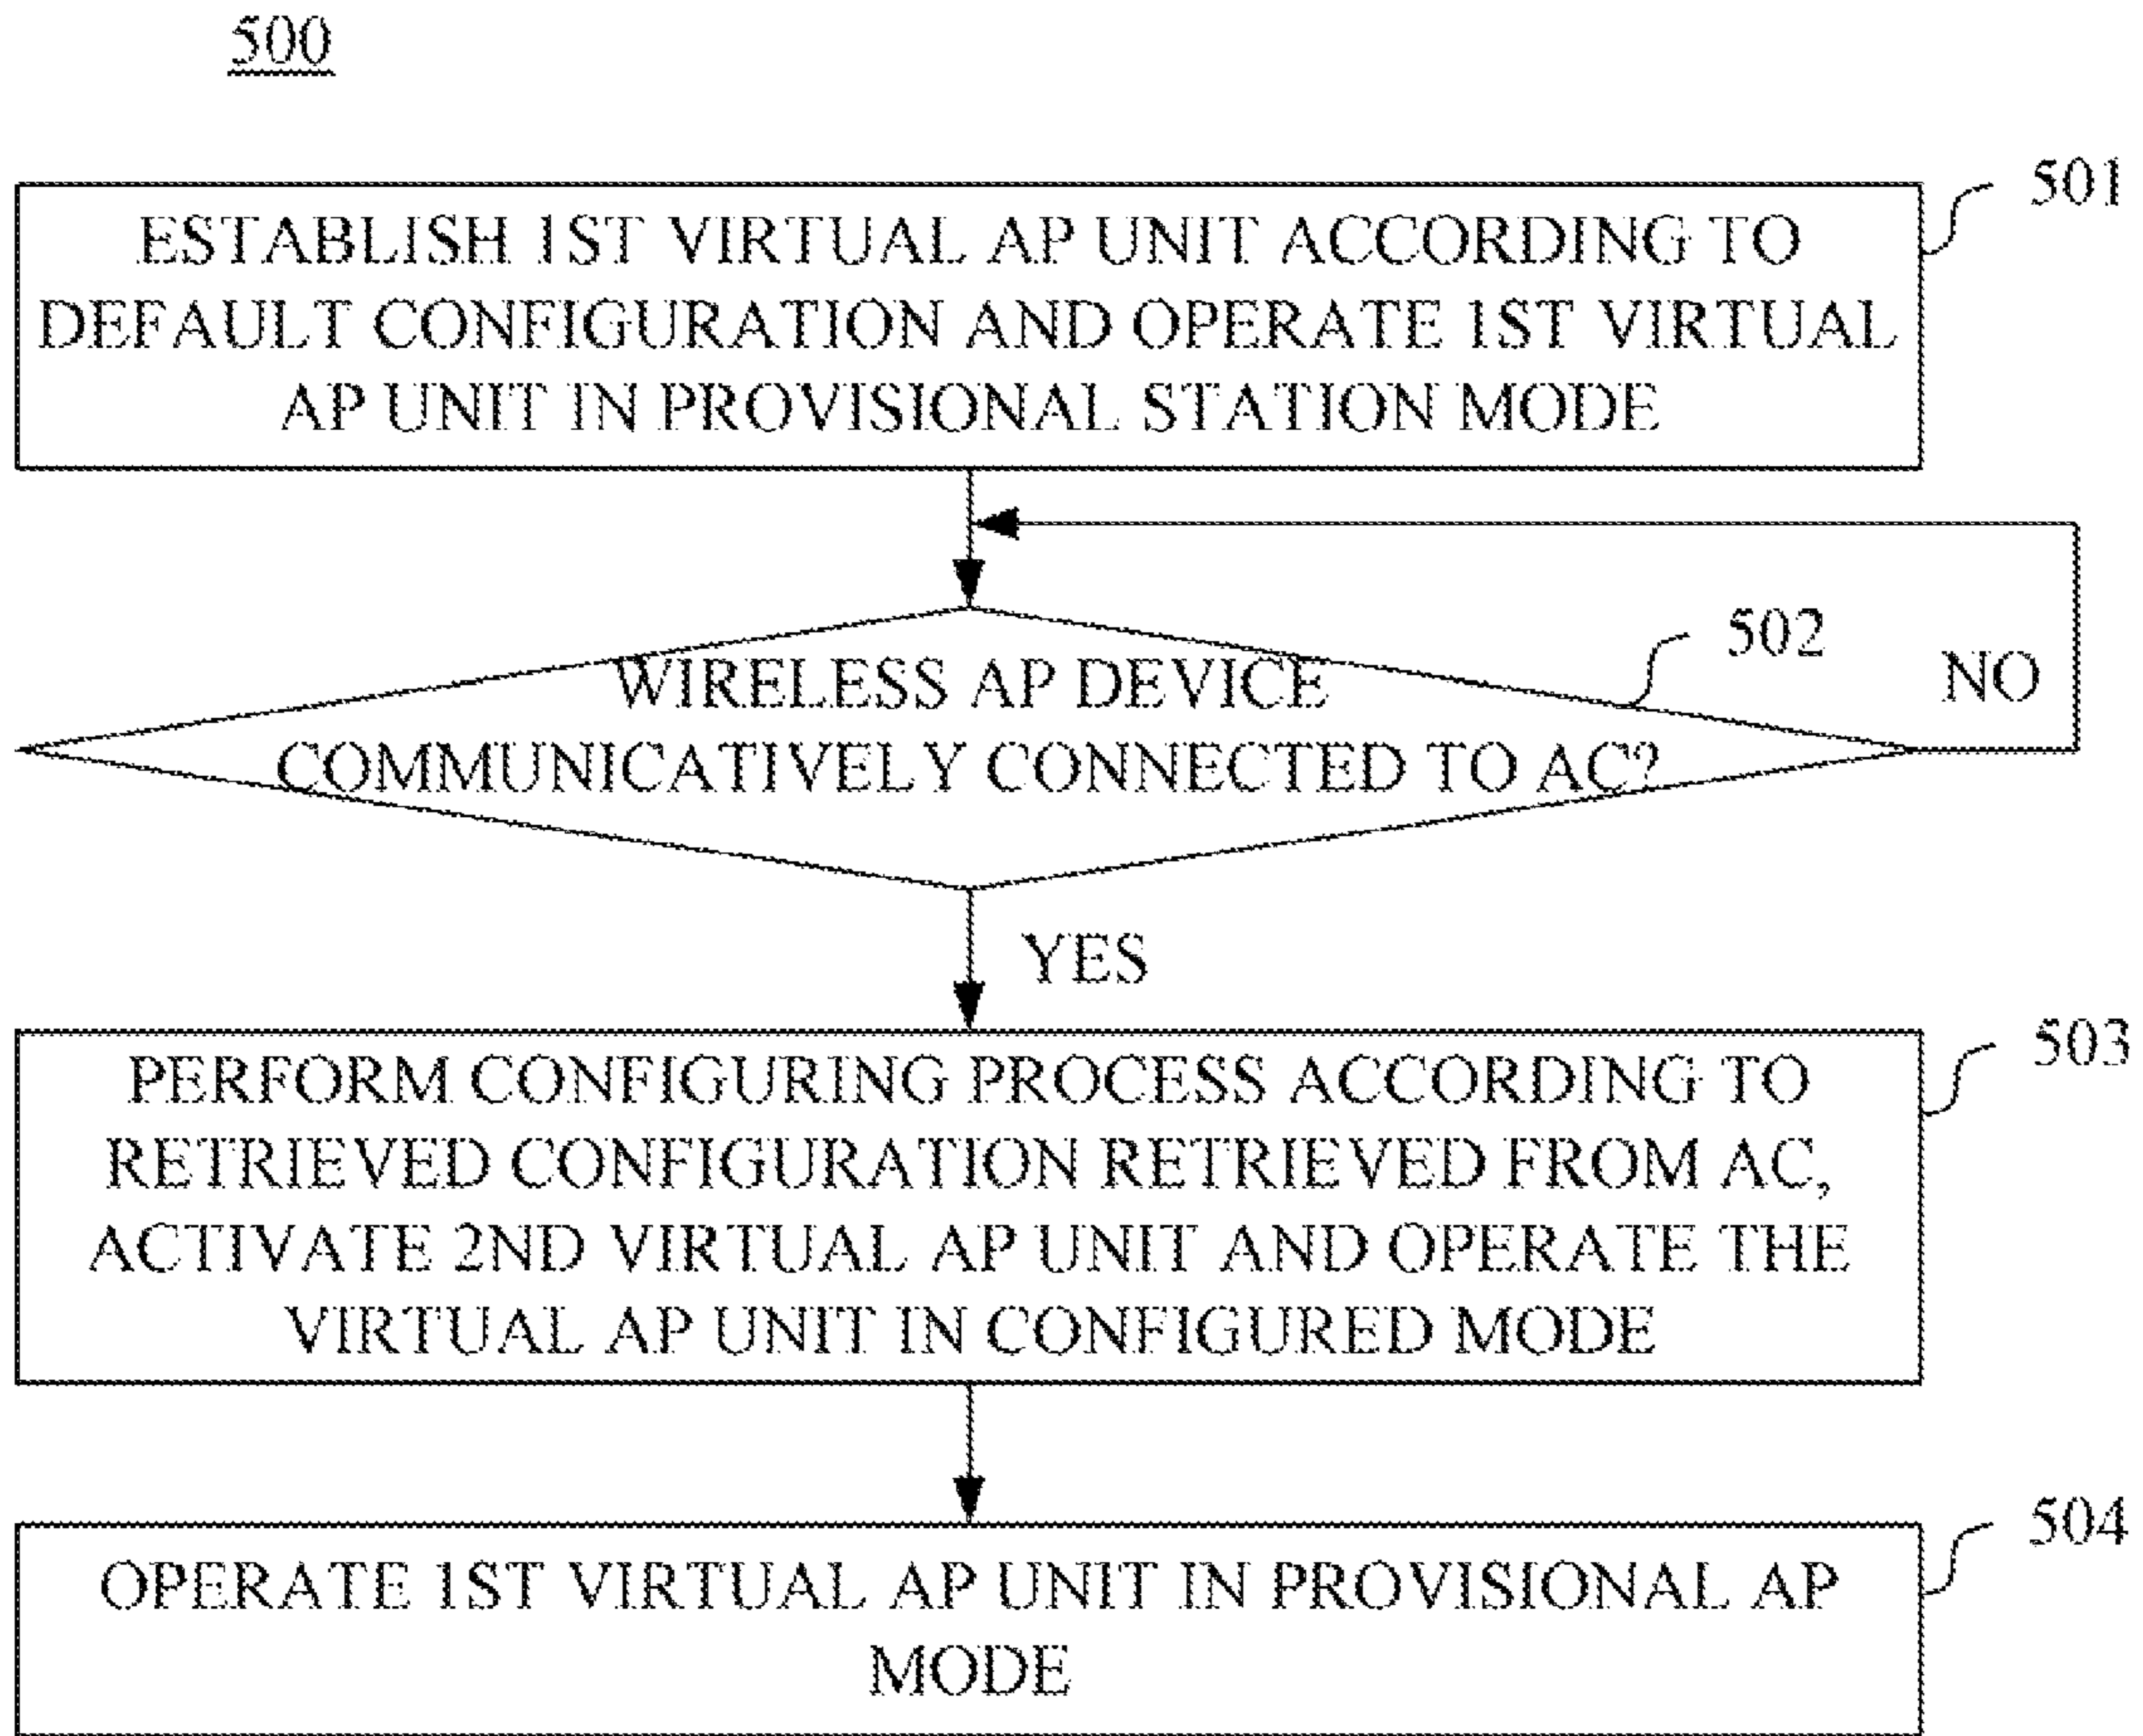 500
501
ESTABLISH 1ST VIRTUAL AP UNIT ACCORDING TO
DEFAULT CONFIGURATION AND OPERATE 1ST VIRTUAL
AP UNIT IN PROVISIONAL STATION MODE
502
NO
WIRELESS AP DEVICE
COMMUNICATIVELY CONNECTED TO AC?
YES
503
PERFORM CONFIGURING PROCESS ACCORDING TO
RETRIEVED CONFIGURATION RETRIEVED FROM AC,
ACTIVATE 2ND VIRTUAL AP UNIT AND OPERATE THE
VIRTUAL AP UNIT IN CONFIGURED MODE
504
OPERATE 1ST VIRTUAL AP UNIT IN PROVISIONAL AP
MODE